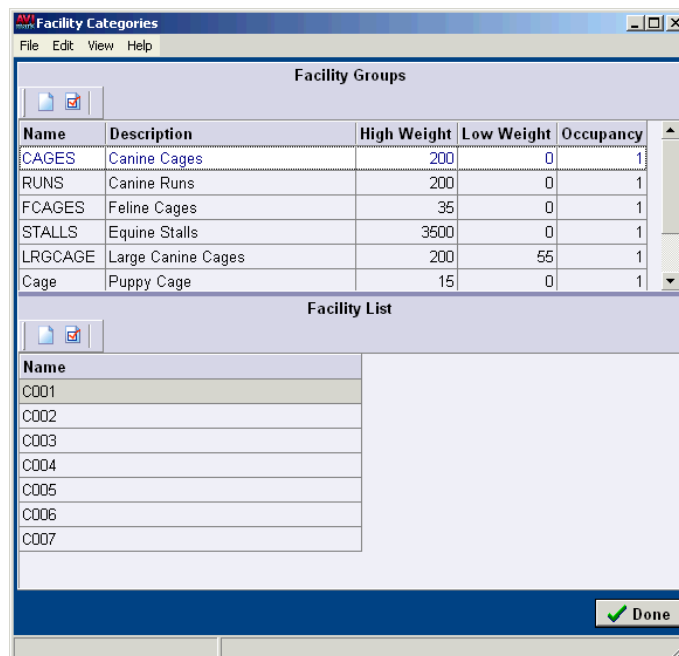 AVImark Facility Categories
File Edit View Help
Facility Groups
Name Description High Weight Low Weight Occupancy
CAGES Canine Cages 200 0 1
RUNS Canine Runs 200 0 1
FCAGES Feline Cages 35 0 1
STALLS Equine Stalls 3500 0 1
LRGCAGE Large Canine Cages 200 55 1
Cage Puppy Cage 15 0 1
Facility List
Name
C001
C002
C003
C004
C005
C006
C007
Done